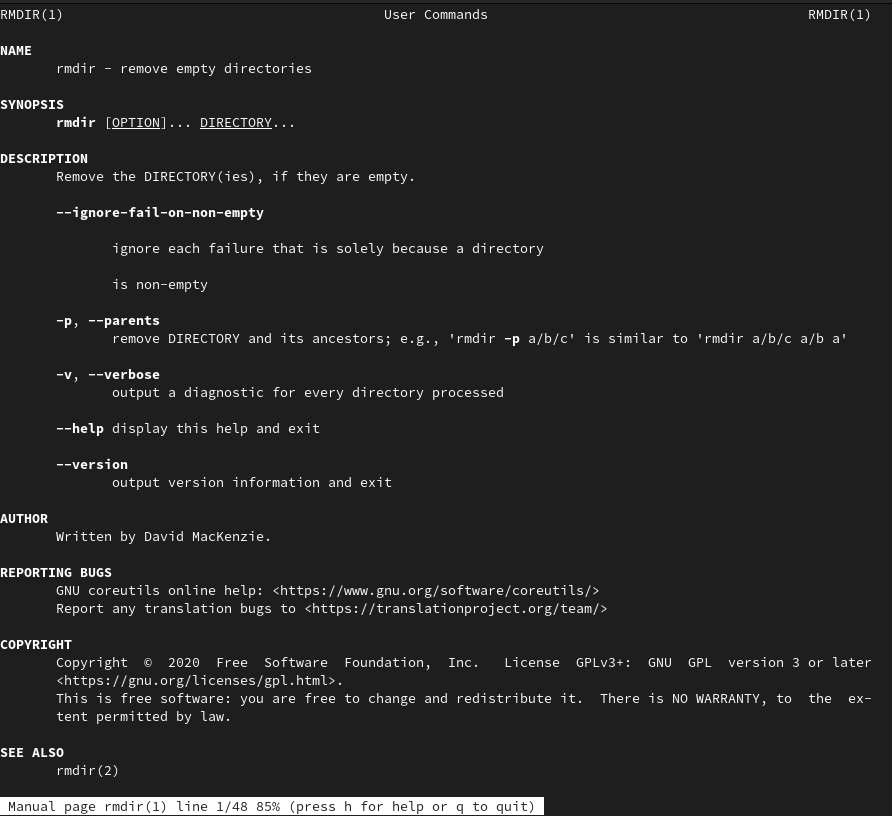 RMDIR(1) User Commands RMDIR(1)
NAME
rmdir - remove empty directories
SYNOPSIS
rmdir [OPTION]... DIRECTORY...
DESCRIPTION
Remove the DIRECTORY(ies), if they are empty.
--ignore-fail-on-non-empty
ignore each failure that is solely because a directory
is non-empty
-p, --parents
remove DIRECTORY and its ancestors; e.g., 'rmdir -p a/b/c' is similar to 'rmdir a/b/c a/b a'
-v, --verbose
output a diagnostic for every directory processed
--help display this help and exit
--version
output version information and exit
AUTHOR
Written by David MacKenzie.
REPORTING BUGS
GNU coreutils online help: <https://www.gnu.org/software/coreutils/>
Report any translation bugs to <https://translationproject.org/team/>
COPYRIGHT
Copyright © 2020 Free Software Foundation, Inc. License GPLv3+: GNU GPL version 3 or later
<https://gnu.org/licenses/gpl.html>.
This is free software: you are free to change and redistribute it. There is NO WARRANTY, to the ex-
tent permitted by law.
SEE ALSO
rmdir(2)
Manual page rmdir(1) line 1/48 85% (press h for help or q to quit)